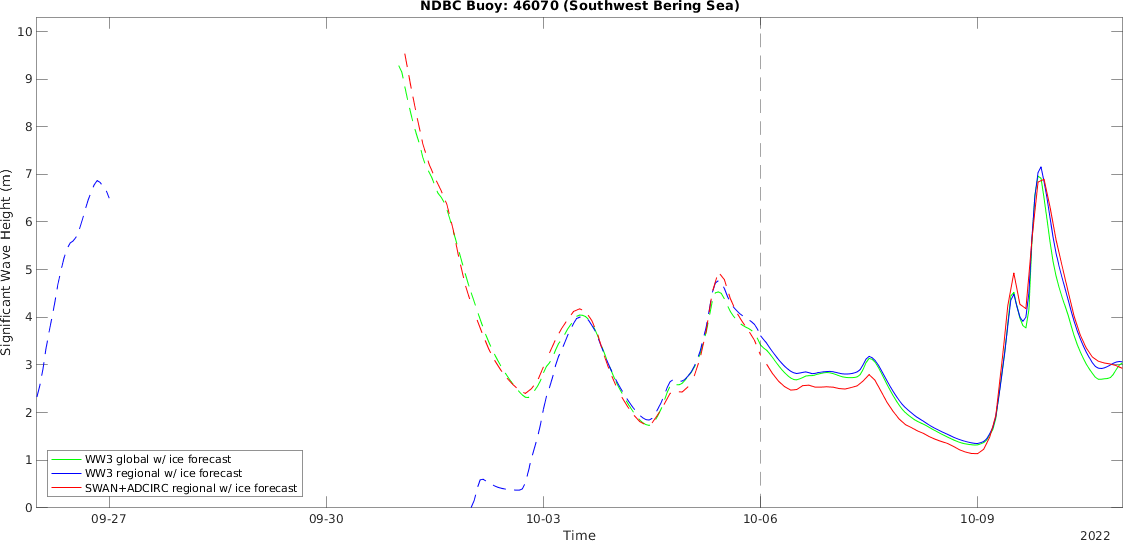 NDBC Buoy: 46070 (Southwest Bering Sea)
Significant Wave Height (m)
10
9
8
7
6
5
4
3
2
1
0
WW3 global w/ ice forecast
WW3 regional w/ ice forecast
SWAN+ADCIRC regional w/ ice forecast
09-27 09-30 10-03 10-06 10-09
Time
2022